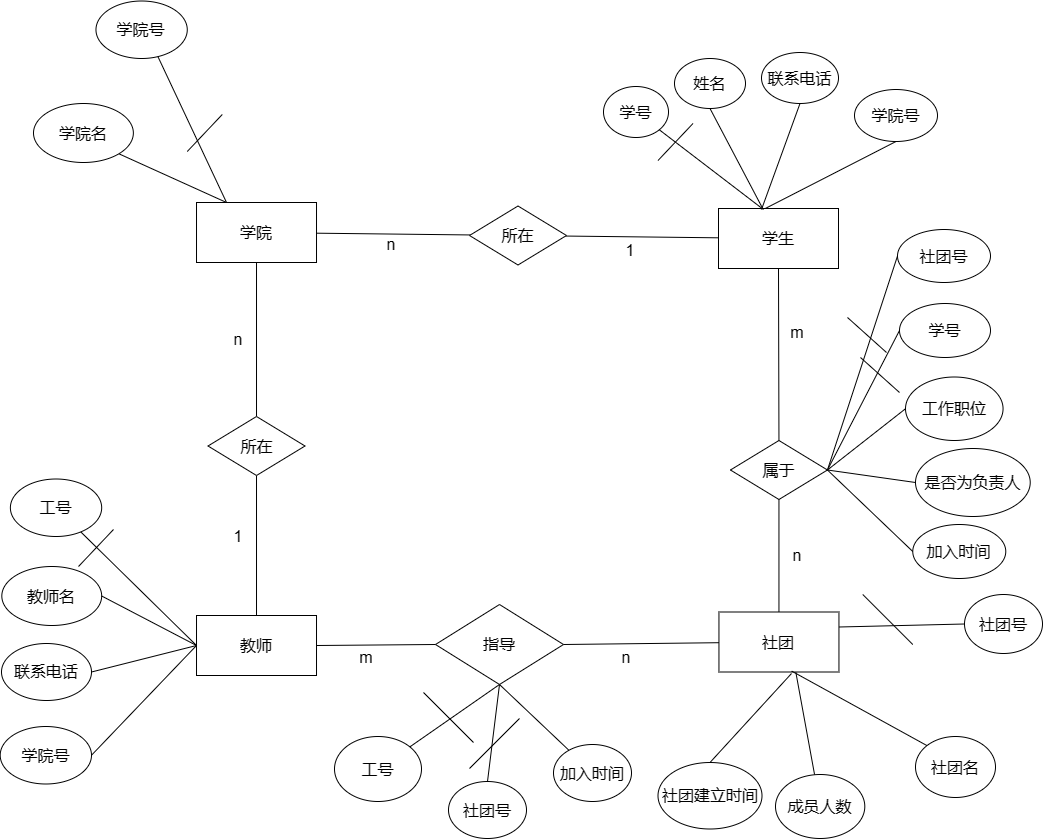 学院号
学院名
学号
姓名
联系电话
学院号
学院
n
所在
1
学生
社团号
学号
工作职位
是否为负责人
加入时间
m
属于
n
n
所在
1
工号
教师名
联系电话
学院号
教师
m
指导
n
社团
社团号
工号
社团号
加入时间
社团建立时间
成员人数
社团名